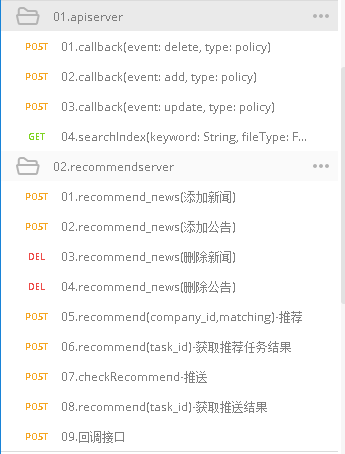 01.apiserver
POST 01.callback(event: delete, type: policy)
POST 02.callback(event: add, type: policy)
POST 03.callback(event: update, type: policy)
GET 04.searchIndex(keyword: String, fileType: F...
02.recommendserver
POST 01.recommend_news(添加新闻)
POST 02.recommend_news(添加公告)
DEL 03.recommend_news(删除新闻)
DEL 04.recommend_news(删除公告)
POST 05.recommend(company_id,matching)-推荐
POST 06.recommend(task_id)-获取推荐任务结果
POST 07.checkRecommend-推送
POST 08.recommend(task_id)-获取推送结果
POST 09.回调接口